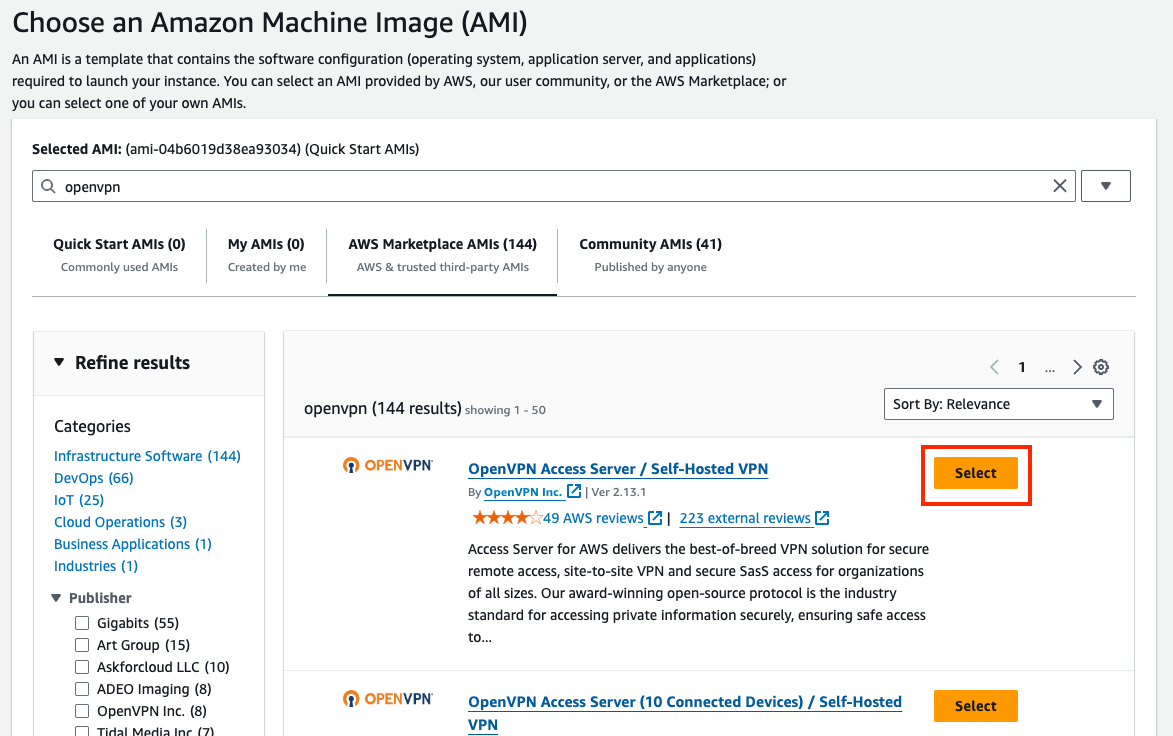 Choose an Amazon Machine Image (AMI)
An AMI is a template that contains the software configuration (operating system, application server, and applications)
required to launch your instance. You can select an AMI provided by AWS, our user community, or the AWS Marketplace; or
you can select one of your own AMIs.
Selected AMI: (ami-04b6019d38ea93034) (Quick Start AMIs)
openvpn
Quick Start AMIs (0)
Commonly used AMIs
My AMIs (0)
Created by me
AWS Marketplace AMIs (144)
AWS & trusted third-party AMIs
Community AMIs (41)
Published by anyone
Refine results
Categories
Infrastructure Software (144)
DevOps (66)
IoT (25)
Cloud Operations (3)
Business Applications (1)
Industries (1)
Publisher
Gigabits (55)
Art Group (15)
Askforcloud LLC (10)
ADEO Imaging (8)
OpenVPN Inc. (8)
Tidal Media Inc (7)
1 ...
openvpn (144 results) showing 1 - 50
Sort By: Relevance
OPENVPN
OpenVPN Access Server / Self-Hosted VPN
Select
By OpenVPN Inc. | Ver 2.13.1
49 AWS reviews | 223 external reviews
Access Server for AWS delivers the best-of-breed VPN solution for secure
remote access, site-to-site VPN and secure SasS access for organizations
of all sizes. Our award-winning open-source protocol is the industry
standard for accessing private information securely, ensuring safe access
to...
OPENVPN
OpenVPN Access Server (10 Connected Devices) / Self-Hosted
VPN
Select